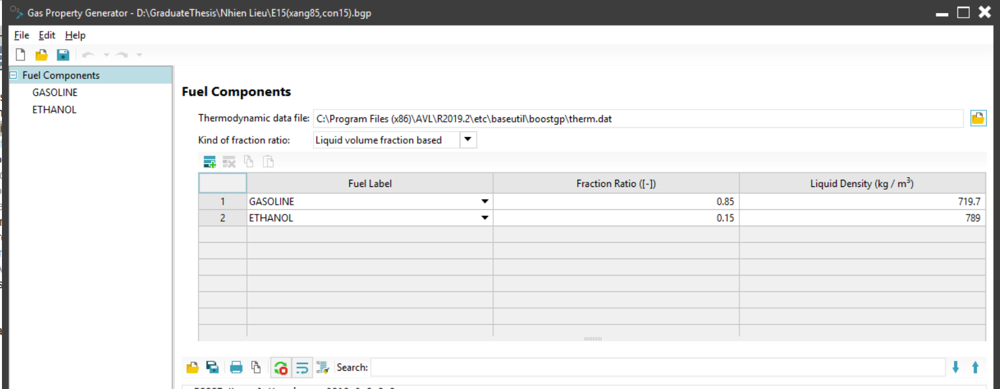 Gas Property Generator - D:\GraduateThesis\Nhien Lieu\E15(xang85,con15).bgp
File Edit Help
Fuel Components
GASOLINE
ETHANOL
Fuel Components
Thermodynamic data file: C:\Program Files (x86)\AVL\R2019.2\etc\baseutil\boostgp\therm.dat
Kind of fraction ratio: Liquid volume fraction based
Fuel Label Fraction Ratio ([-]) Liquid Density (kg / m³)
1 GASOLINE 0.85 719.7
2 ETHANOL 0.15 789
Search: